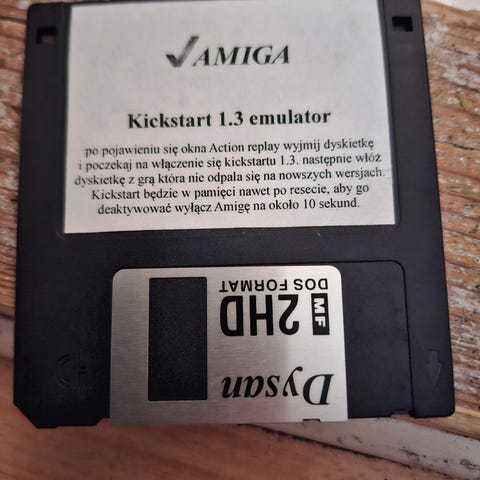 AMIGA
Kickstart 1.3 emulator
po pojawieniu się okna Action replay wyjmij dyskietkę
i poczekaj na włączenie się kickstartu 1.3. następnie włóż
dyskietkę z grą która nie odpala się na nowszych wersjach.
Kickstart będzie w pamięci nawet po resecie, aby go
deaktywować wyłącz Amigę na około 10 sekund.
DOS FORMAT
MF 2HD
Dysan